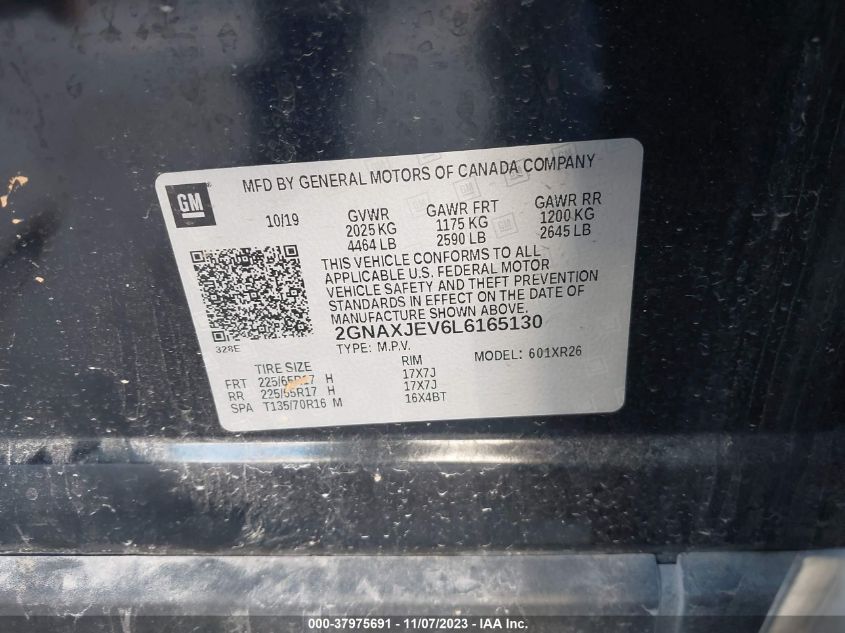 MFD BY GENERAL MOTORS OF CANADA COMPANY
GM
10/19 GVWR GAWR FRT GAWR RR
2025 KG 1175 KG 1200 KG
4464 LB 2590 LB 2645 LB
THIS VEHICLE CONFORMS TO ALL
APPLICABLE U.S. FEDERAL MOTOR
VEHICLE SAFETY AND THEFT PREVENTION
STANDARDS IN EFFECT ON THE DATE OF
MANUFACTURE SHOWN ABOVE.
2GNAXJEV6L6165130
328E
TYPE: M.P.V. MODEL: 601XR26
TIRE SIZE RIM
FRT 225/65R17 H 17X7J
RR 225/65R17 H 17X7J
SPA T135/70R16 M 16X4BT
000-37975691 - 11/07/2023 - IAA Inc.